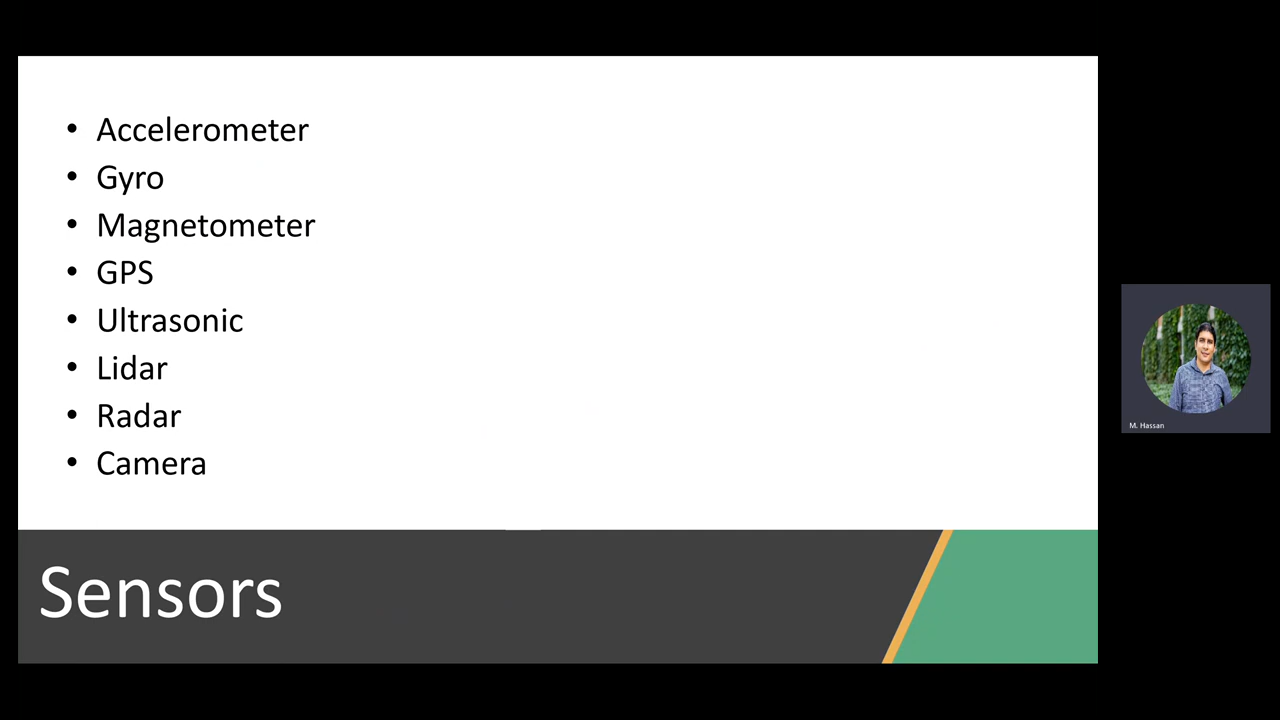 • Accelerometer
• Gyro
• Magnetometer
• GPS
• Ultrasonic
• Lidar
• Radar
• Camera
Sensors
M. Hassan